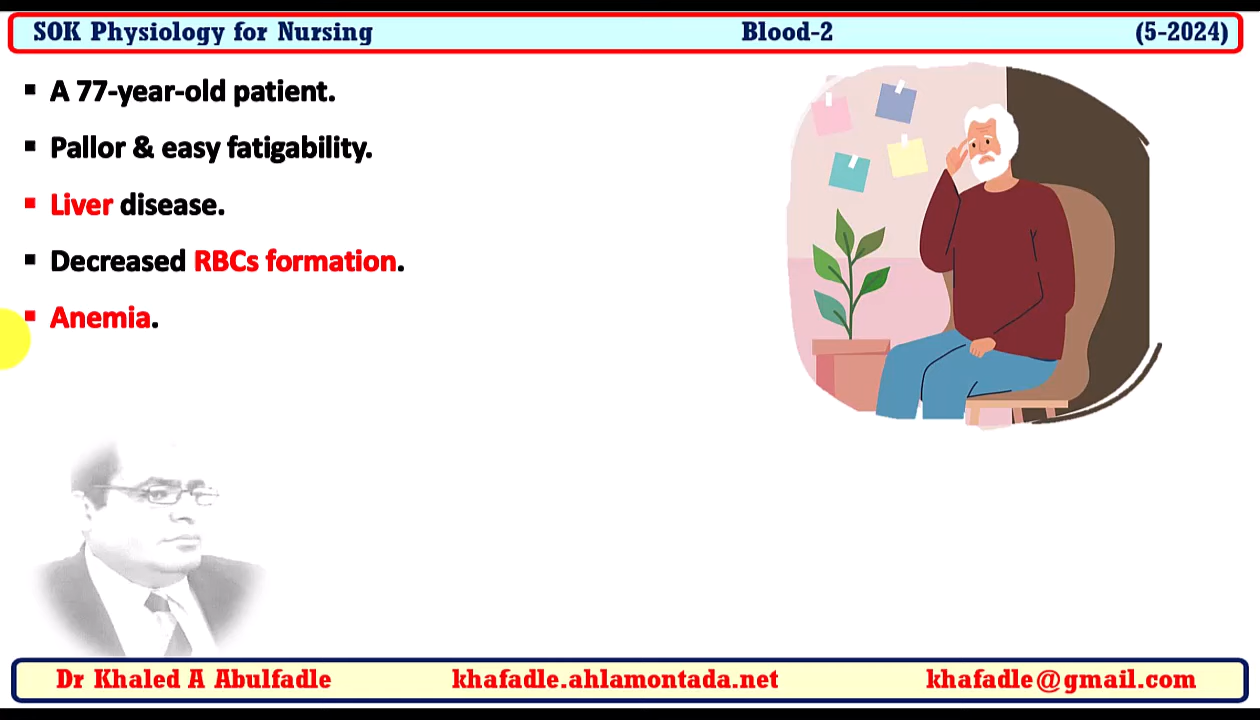 SOK Physiology for Nursing Blood-2 (5-2024)
▪ A 77-year-old patient.
▪ Pallor & easy fatigability.
▪ Liver disease.
▪ Decreased RBCs formation.
▪ Anemia.
Dr Khaled A Abulfadle khafadle.ahlamontada.net khafadle@gmail.com